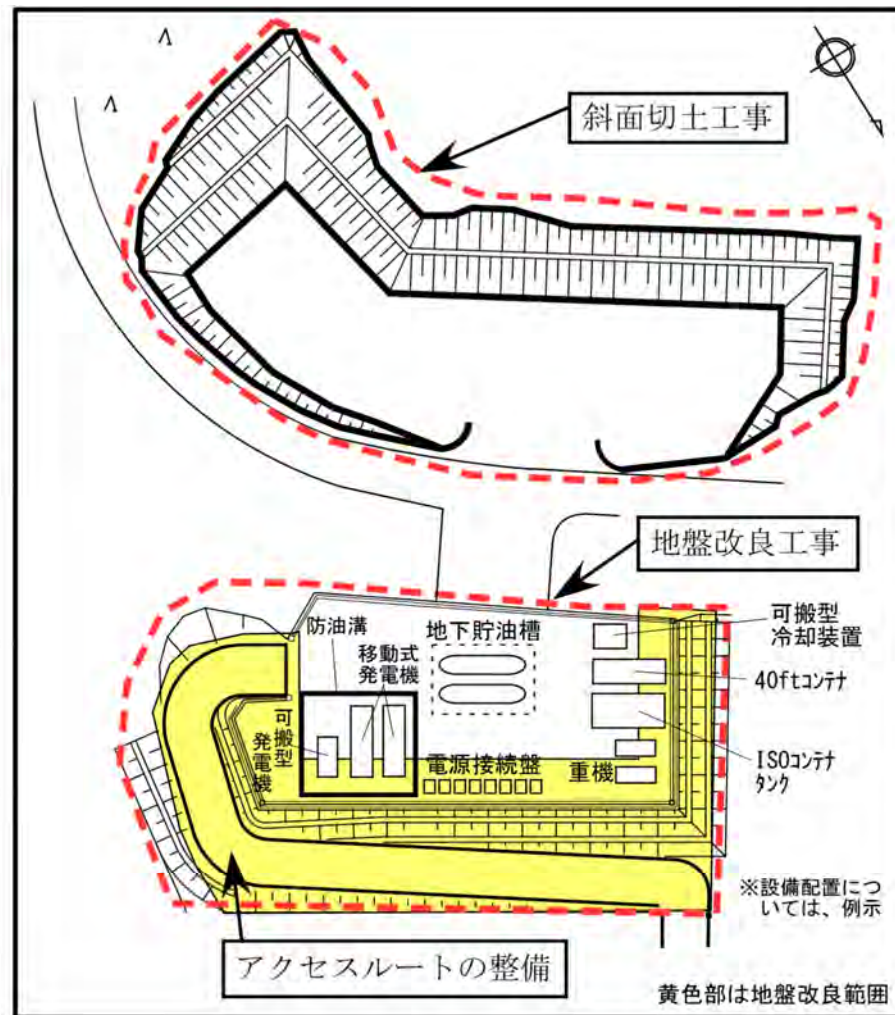 斜面切土工事
地盤改良工事
防油溝
移動式
発電機
地下貯油槽
可搬型
冷却装置
40ftコンテナ
可搬型
発電機
電源接続盤
重機
ISOコンテナ
タンク
※設備配置につ
いては、例示
アクセスルートの整備
黄色部は地盤改良範囲